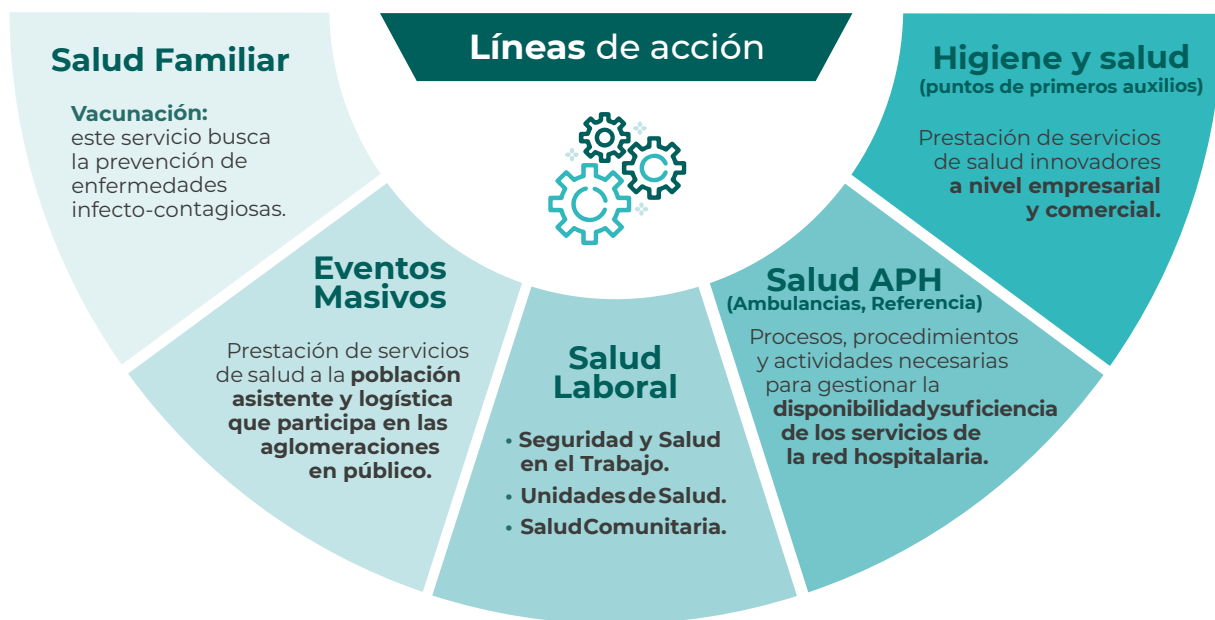 Líneas de acción
Salud Familiar
Vacunación:
este servicio busca
la prevención de
enfermedades
infecto-contagiosas.
Eventos
Masivos
Prestación de servicios
de salud a la población
asistente y logística
que participa en las
aglomeraciones
en público.
Salud
Laboral
• Seguridad y Salud
en el Trabajo.
• Unidades de Salud.
• Salud Comunitaria.
Salud APH
(Ambulancias, Referencia)
Procesos, procedimientos
y actividades necesarias
para gestionar la
disponibilidad y suficiencia
de los servicios de
la red hospitalaria.
Higiene y salud
(puntos de primeros auxilios)
Prestación de servicios
de salud innovadores
a nivel empresarial
y comercial.